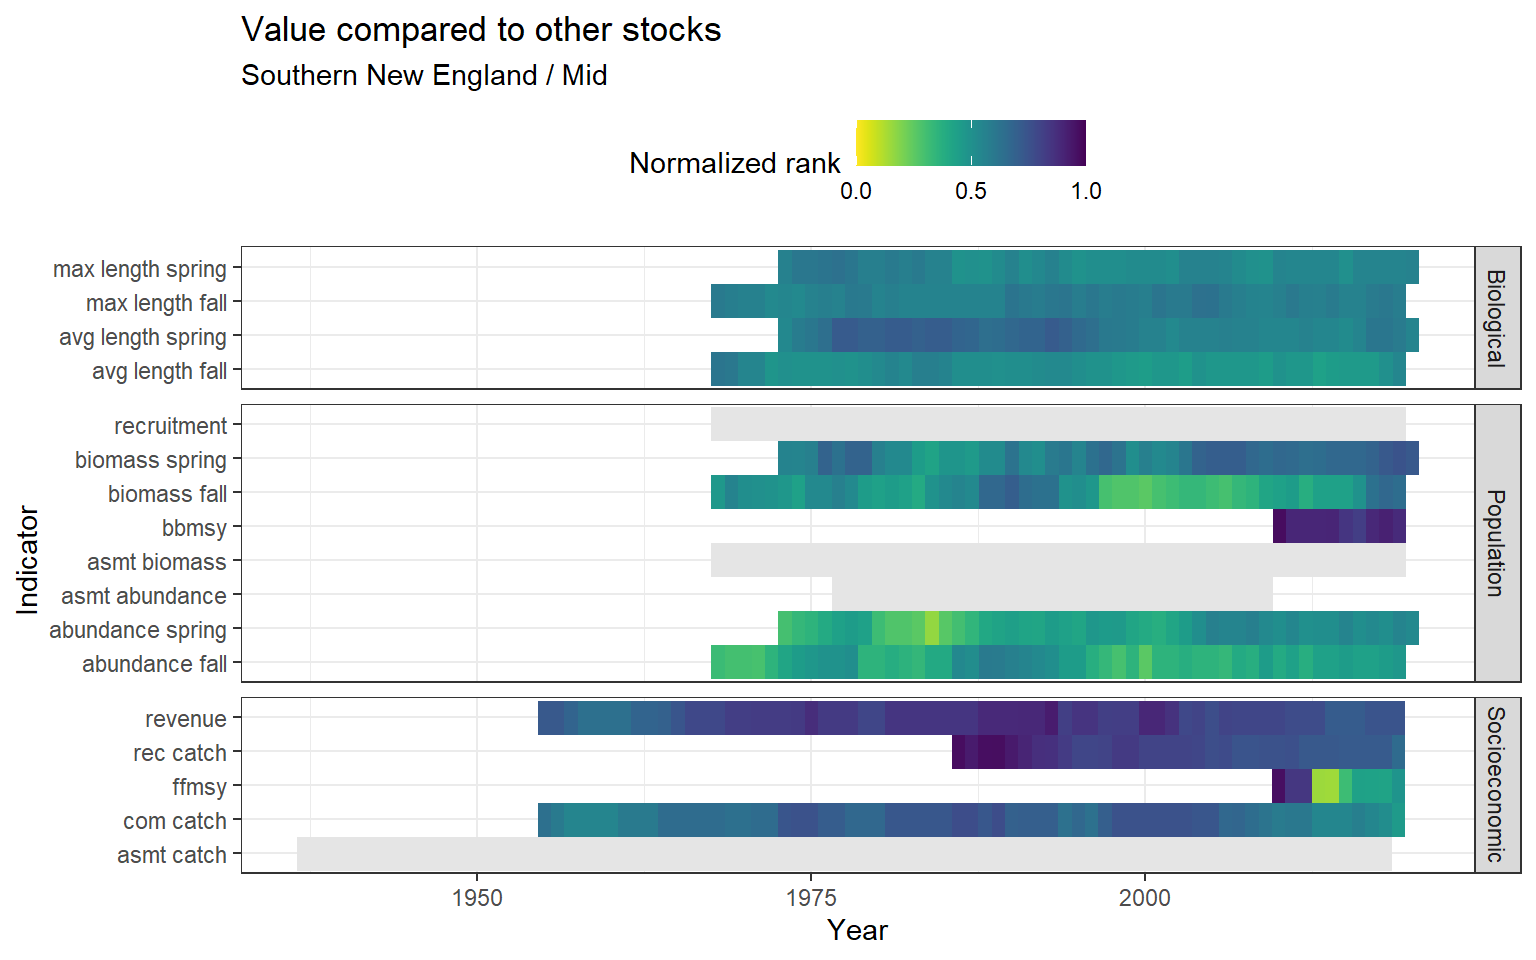 Value compared to other stocks
Southern New England / Mid
Normalized rank
0.0 0.5 1.0
max length spring
max length fall
avg length spring
avg length fall
Biological
recruitment
biomass spring
biomass fall
bbmsy
asmt biomass
asmt abundance
abundance spring
abundance fall
Population
revenue
rec catch
ffmsy
com catch
asmt catch
Socioeconomic
Indicator
1950 1975 2000
Year